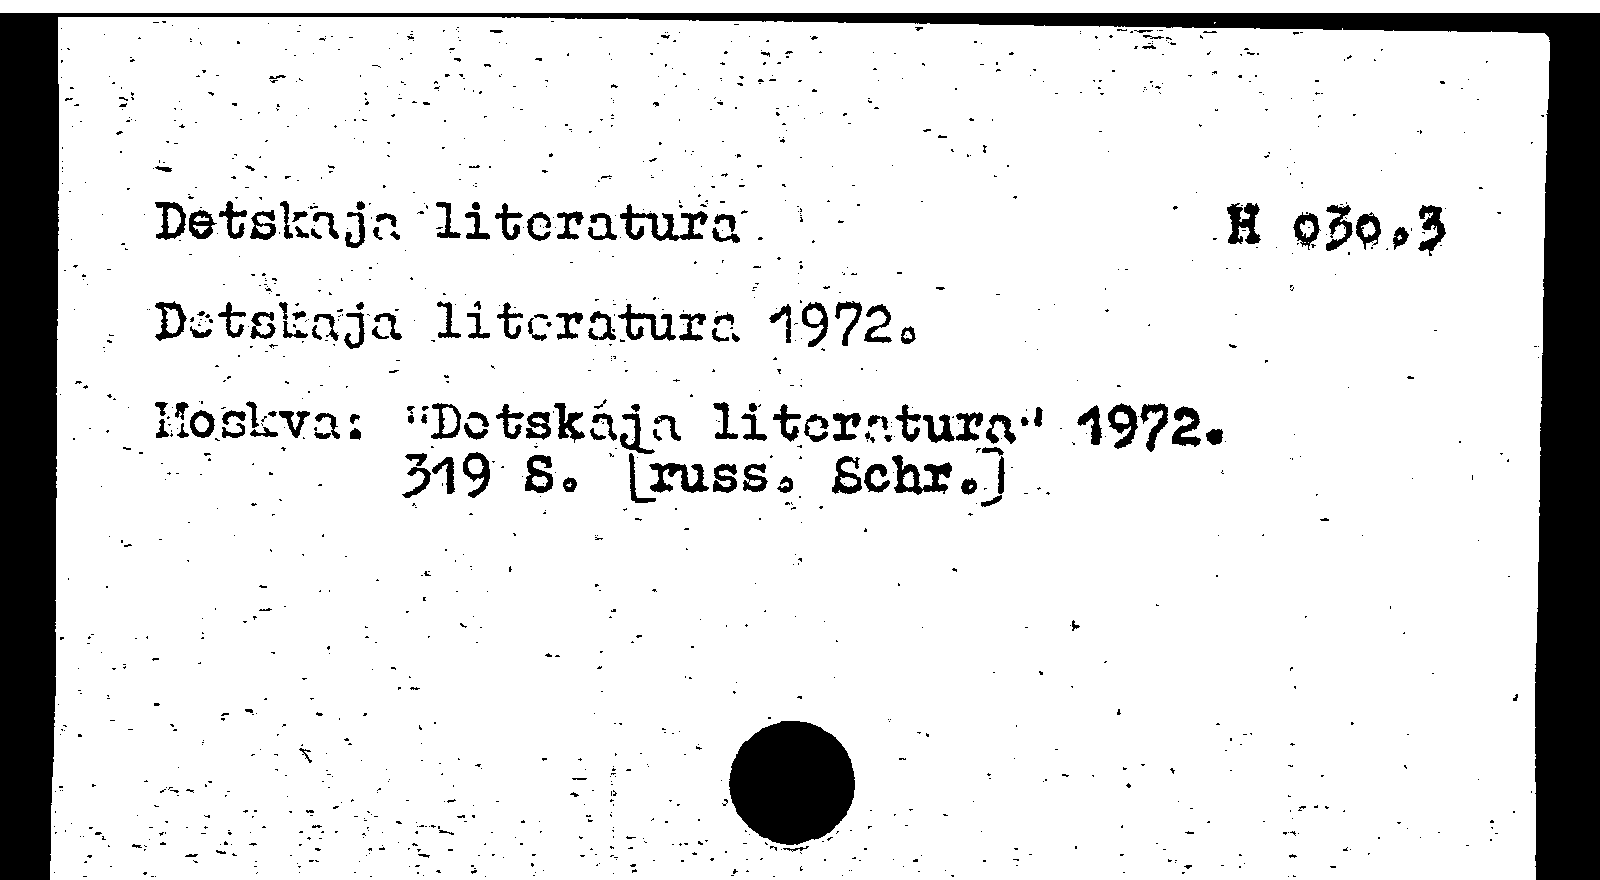 Detskaja literatura H 030.3
Detskaja literatura 1972.
Moskva: "Detskaja literatura" 1972.
319 S. [russ. Schr.]